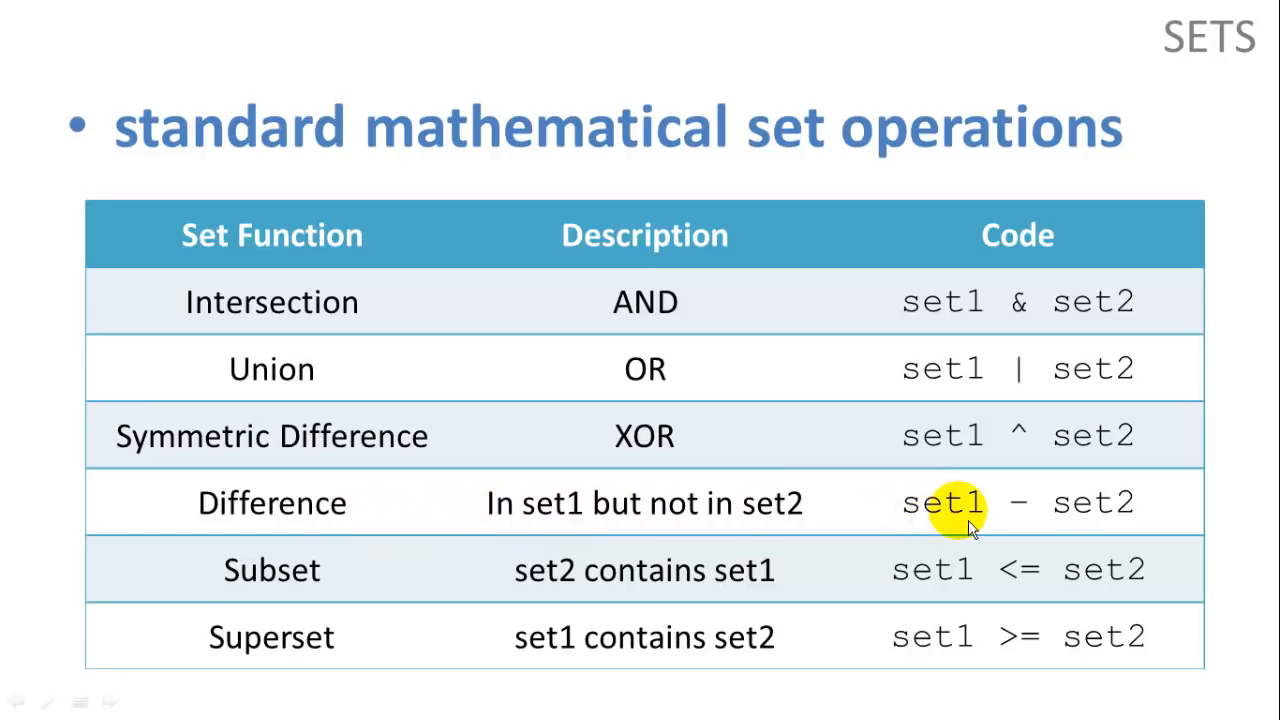 SETS
• standard mathematical set operations
Set Function Description Code
Intersection AND set1 & set2
Union OR set1 | set2
Symmetric Difference XOR set1 ^ set2
Difference In set1 but not in set2 set1 – set2
Subset set2 contains set1 set1 <= set2
Superset set1 contains set2 set1 >= set2